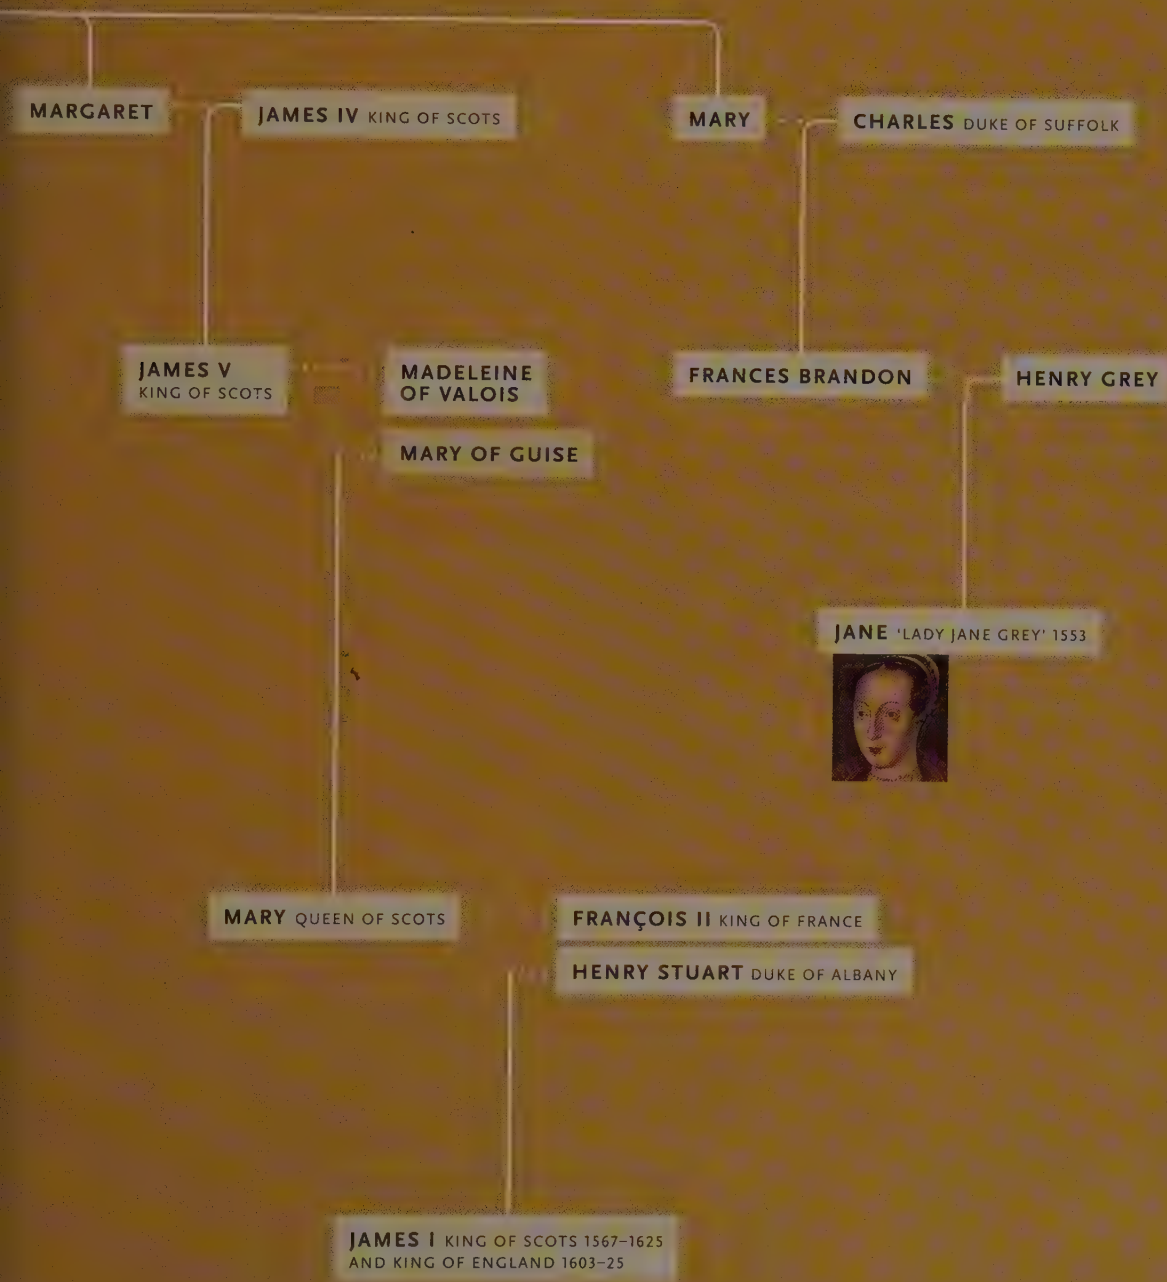 MARGARET
JAMES IV KING OF SCOTS
MARY
CHARLES DUKE OF SUFFOLK
JAMES V
KING OF SCOTS
MADELEINE
OF VALOIS
MARY OF GUISE
FRANCES BRANDON
HENRY GREY
JANE 'LADY JANE GREY' 1553
MARY QUEEN OF SCOTS
FRANÇOIS II KING OF FRANCE
HENRY STUART DUKE OF ALBANY
JAMES I KING OF SCOTS 1567–1625
AND KING OF ENGLAND 1603–25